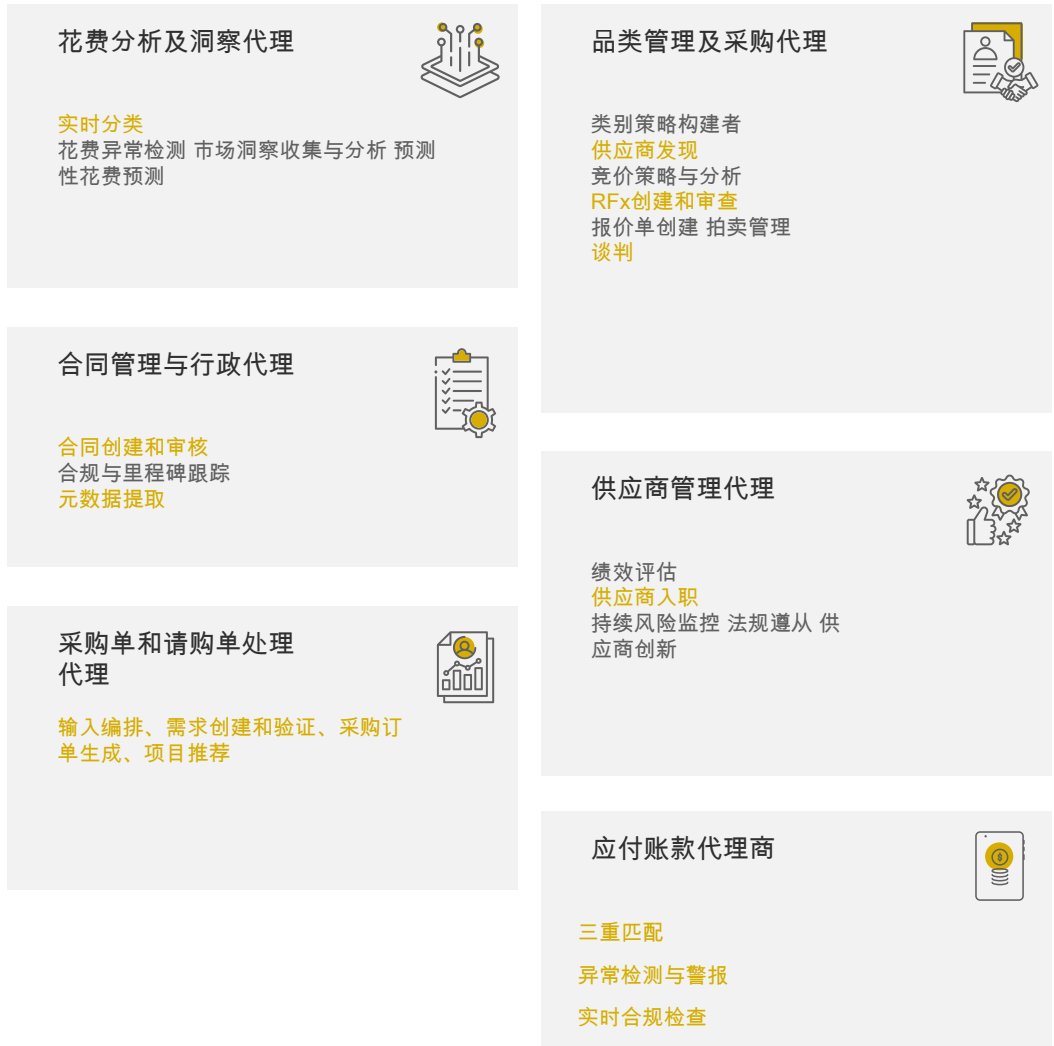 花费分析及洞察代理
实时分类
花费异常检测 市场洞察收集与分析 预测
性花费预测
合同管理与行政代理
合同创建和审核
合规与里程碑跟踪
元数据提取
采购单和请购单处理
代理
输入编排、需求创建和验证、采购订
单生成、项目推荐
品类管理及采购代理
类别策略构建者
供应商发现
竞价策略与分析
RFx创建和审查
报价单创建 拍卖管理
谈判
供应商管理代理
绩效评估
供应商入职
持续风险监控 法规遵从 供
应商创新
应付账款代理商
三重匹配
异常检测与警报
实时合规检查